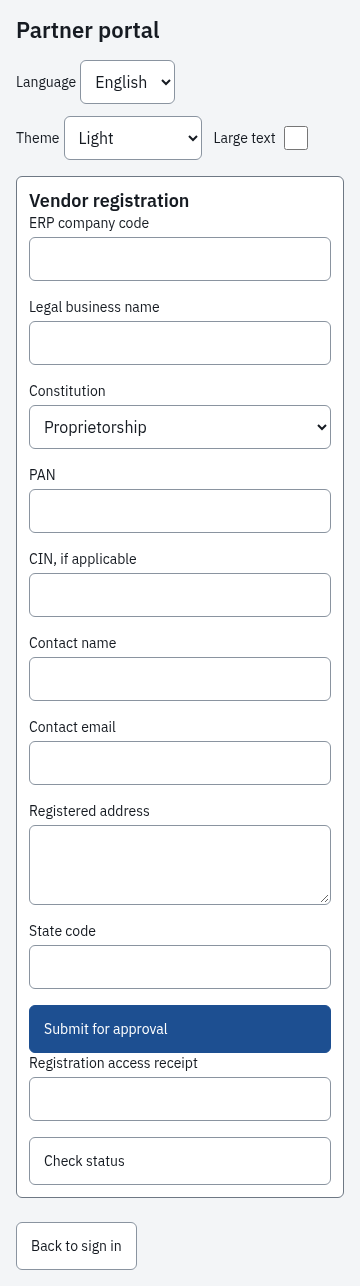 Partner portal
Language English
Theme Light Large text
Vendor registration
ERP company code
Legal business name
Constitution
Proprietorship
PAN
CIN, if applicable
Contact name
Contact email
Registered address
State code
Submit for approval
Registration access receipt
Check status
Back to sign in